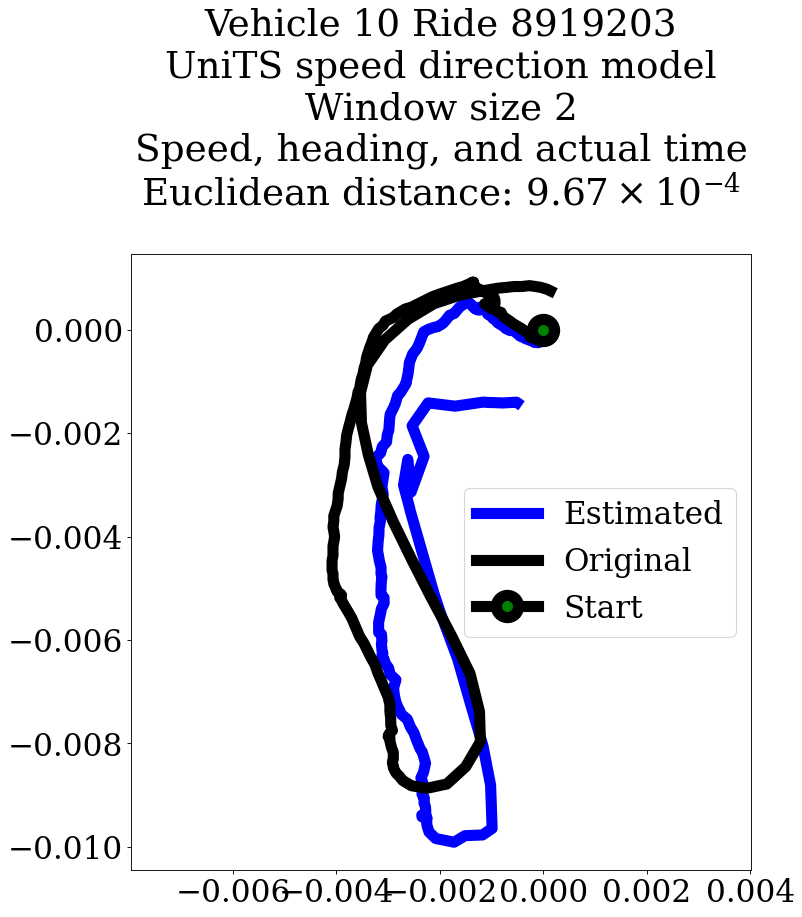 Vehicle 10 Ride 8919203
UniTS speed direction model
Window size 2
Speed, heading, and actual time
Euclidean distance: 9.67 × 10⁻⁴
0.000
−0.002
−0.004
−0.006
−0.008
−0.010
Estimated
Original
Start
−0.006 −0.004 −0.002 0.000 0.002 0.004